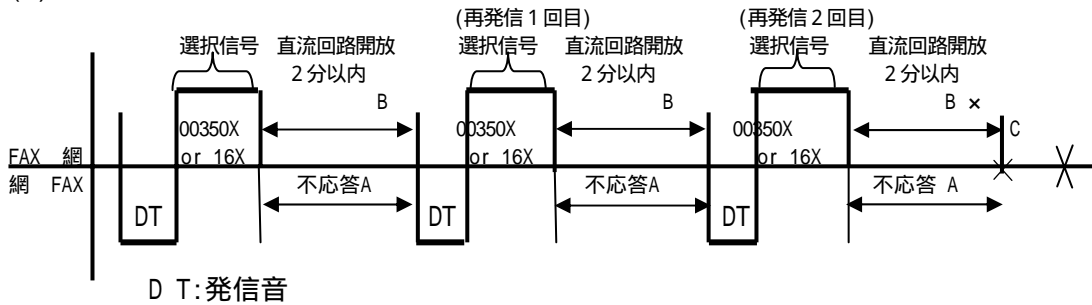 (再発信1回目) (再発信2回目)
選択信号 直流回路開放 選択信号 直流回路開放 選択信号 直流回路開放
2分以内 2分以内 2分以内
B B B ×
00350X 00350X 00350X C
FAX 網 or 16X or 16X or 16X
網 FAX 不応答A 不応答A 不応答 A
DT DT DT
D T:発信音